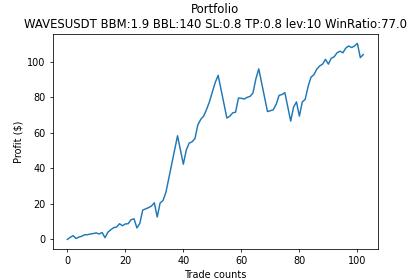 Portfolio
WAVESUSDT BBM:1.9 BBL:140 SL:0.8 TP:0.8 lev:10 WinRatio:77.0
100
80
60
40
20
0
Profit ($)
0 20 40 60 80 100
Trade counts